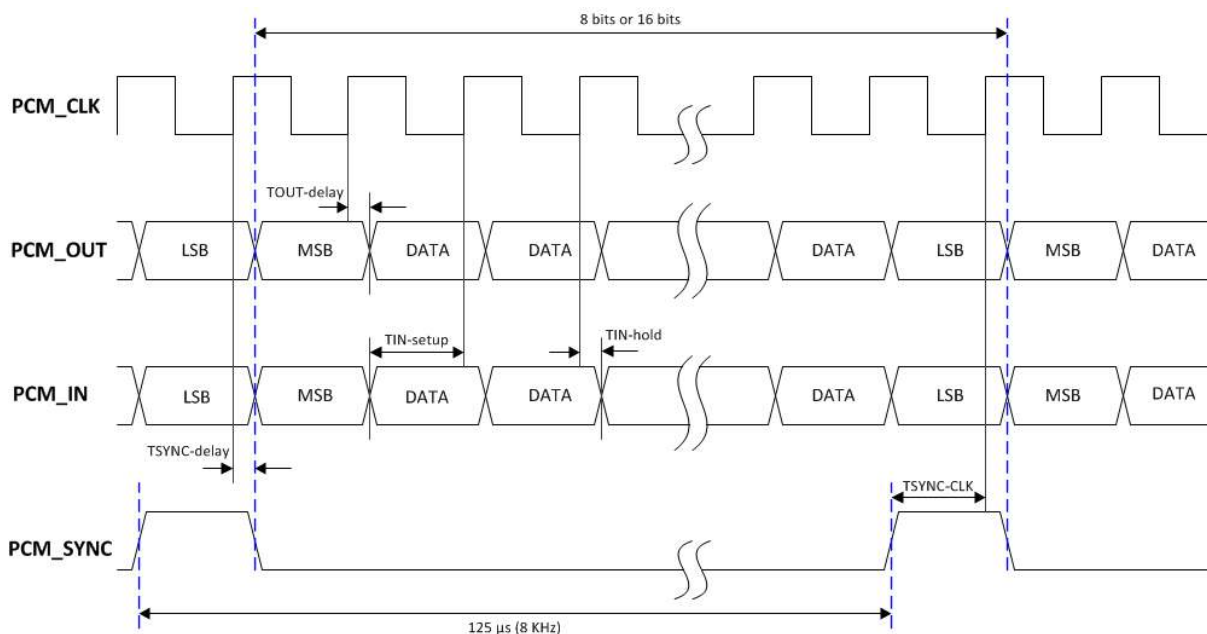 8 bits or 16 bits
PCM_CLK
TOUT-delay
PCM_OUT
LSB MSB DATA DATA DATA LSB MSB DATA
TIN-setup
TIN-hold
PCM_IN
LSB MSB DATA DATA DATA LSB MSB DATA
TSYNC-delay
TSYNC-CLK
PCM_SYNC
125 μs (8 KHz)